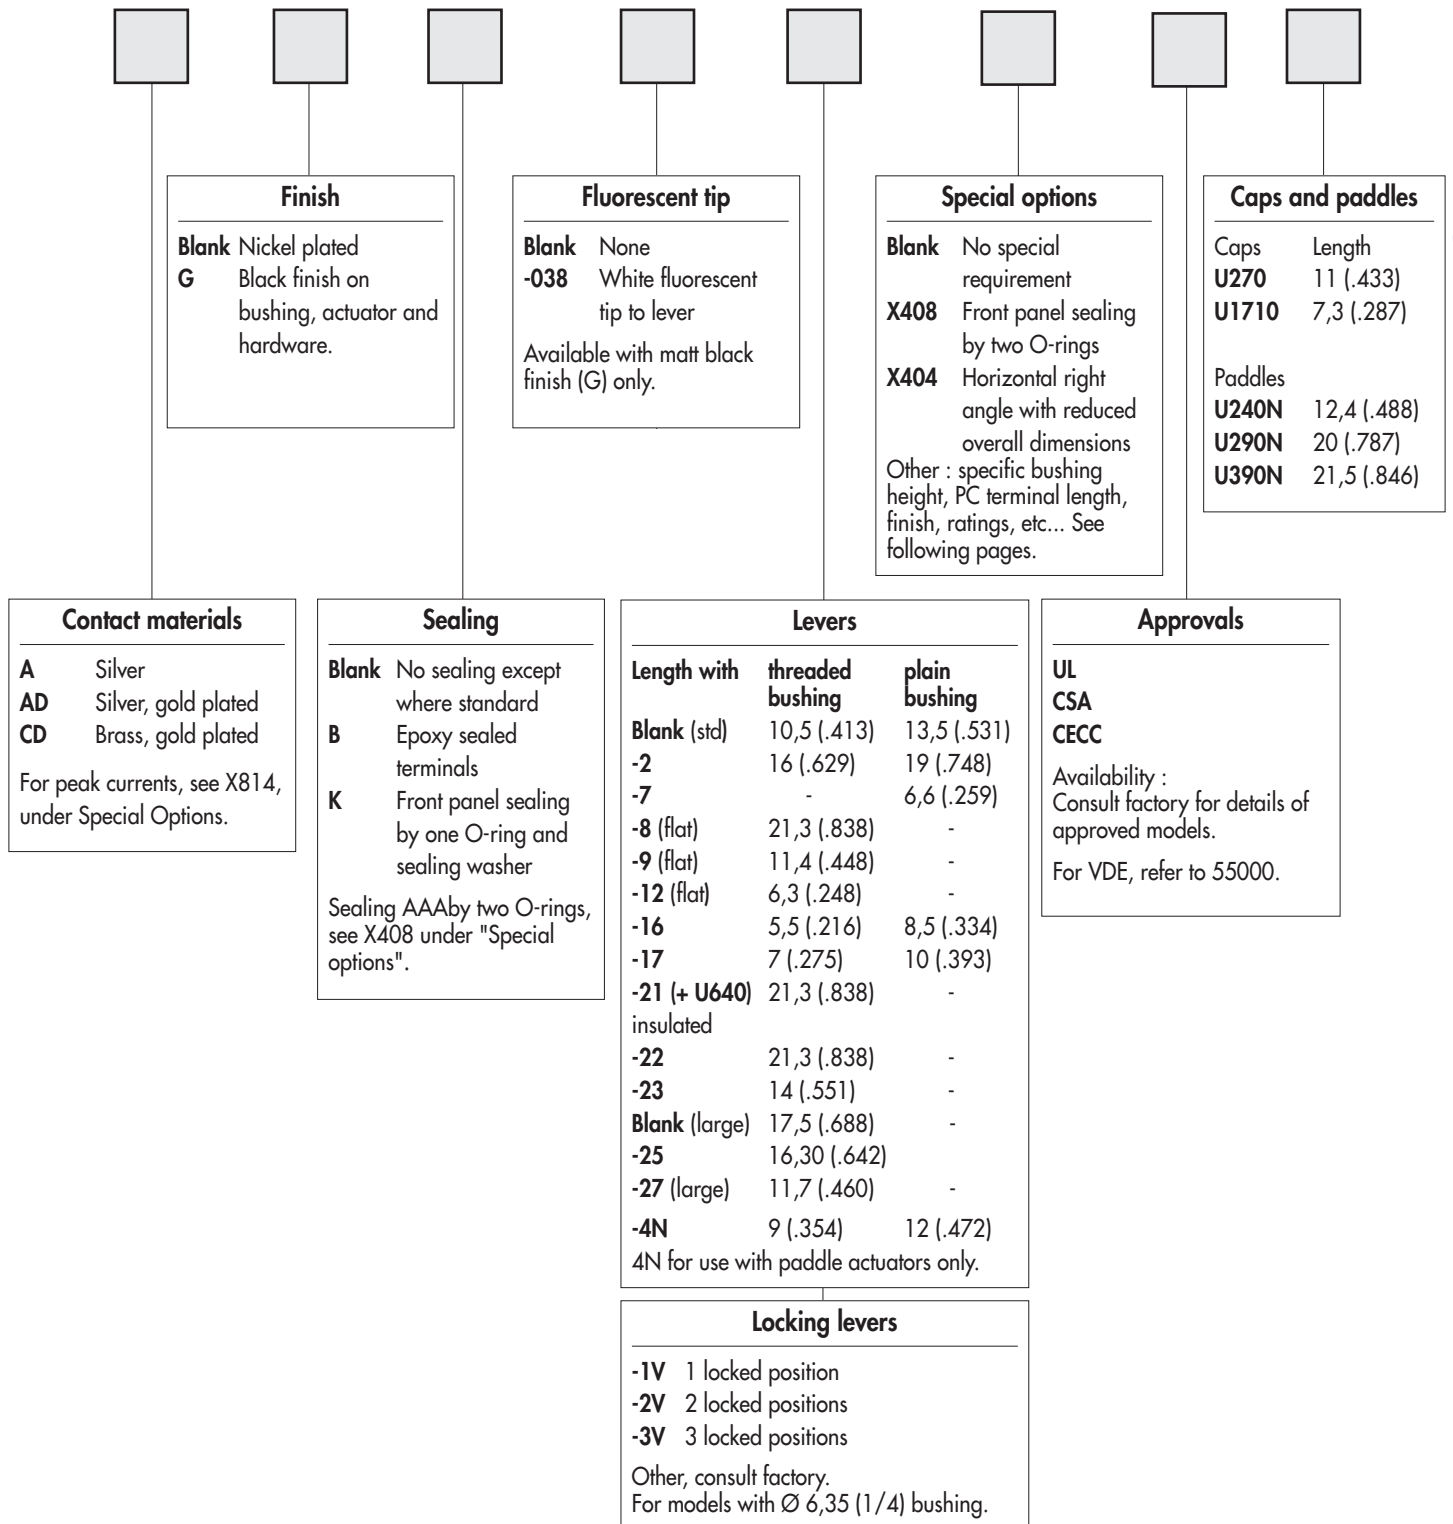 Finish
Blank Nickel plated
G Black finish on
bushing, actuator and
hardware.
Fluorescent tip
Blank None
-038 White fluorescent
tip to lever
Available with matt black
finish (G) only.
Special options
Blank No special
requirement
X408 Front panel sealing
by two O-rings
X404 Horizontal right
angle with reduced
overall dimensions
Other : specific bushing
height, PC terminal length,
finish, ratings, etc... See
following pages.
Caps and paddles
Caps Length
U270 11 (.433)
U1710 7,3 (.287)
Paddles
U240N 12,4 (.488)
U290N 20 (.787)
U390N 21,5 (.846)
Contact materials
A Silver
AD Silver, gold plated
CD Brass, gold plated
For peak currents, see X814,
under Special Options.
Sealing
Blank No sealing except
where standard
B Epoxy sealed
terminals
K Front panel sealing
by one O-ring and
sealing washer
Sealing AAAby two O-rings,
see X408 under "Special
options".
Levers
Length with threaded plain
bushing bushing
Blank (std) 10,5 (.413) 13,5 (.531)
-2 16 (.629) 19 (.748)
-7 - 6,6 (.259)
-8 (flat) 21,3 (.838) -
-9 (flat) 11,4 (.448) -
-12 (flat) 6,3 (.248) -
-16 5,5 (.216) 8,5 (.334)
-17 7 (.275) 10 (.393)
-21 (+ U640) 21,3 (.838) -
insulated
-22 21,3 (.838) -
-23 14 (.551) -
Blank (large) 17,5 (.688) -
-25 16,30 (.642)
-27 (large) 11,7 (.460) -
-4N 9 (.354) 12 (.472)
4N for use with paddle actuators only.
Approvals
UL
CSA
CECC
Availability :
Consult factory for details of
approved models.
For VDE, refer to 55000.
Locking levers
-1V 1 locked position
-2V 2 locked positions
-3V 3 locked positions
Other, consult factory.
For models with Ø 6,35 (1/4) bushing.